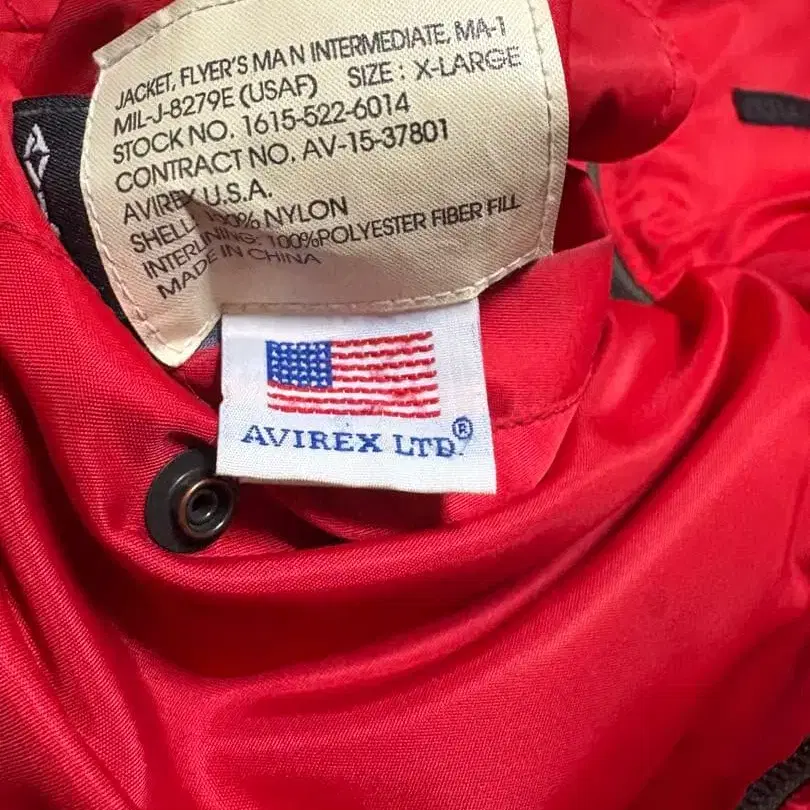 JACKET, FLYER'S MAN INTERMEDIATE, MA-1
MIL-J-8279E (USAF) SIZE : X-LARGE
STOCK NO. 1615-522-6014
CONTRACT NO. AV-15-37801
AVIREX U.S.A.
SHELL: 100% NYLON
INTERLINING: 100%POLYESTER FIBER FILL
MADE IN CHINA
AVIREX LTD.®